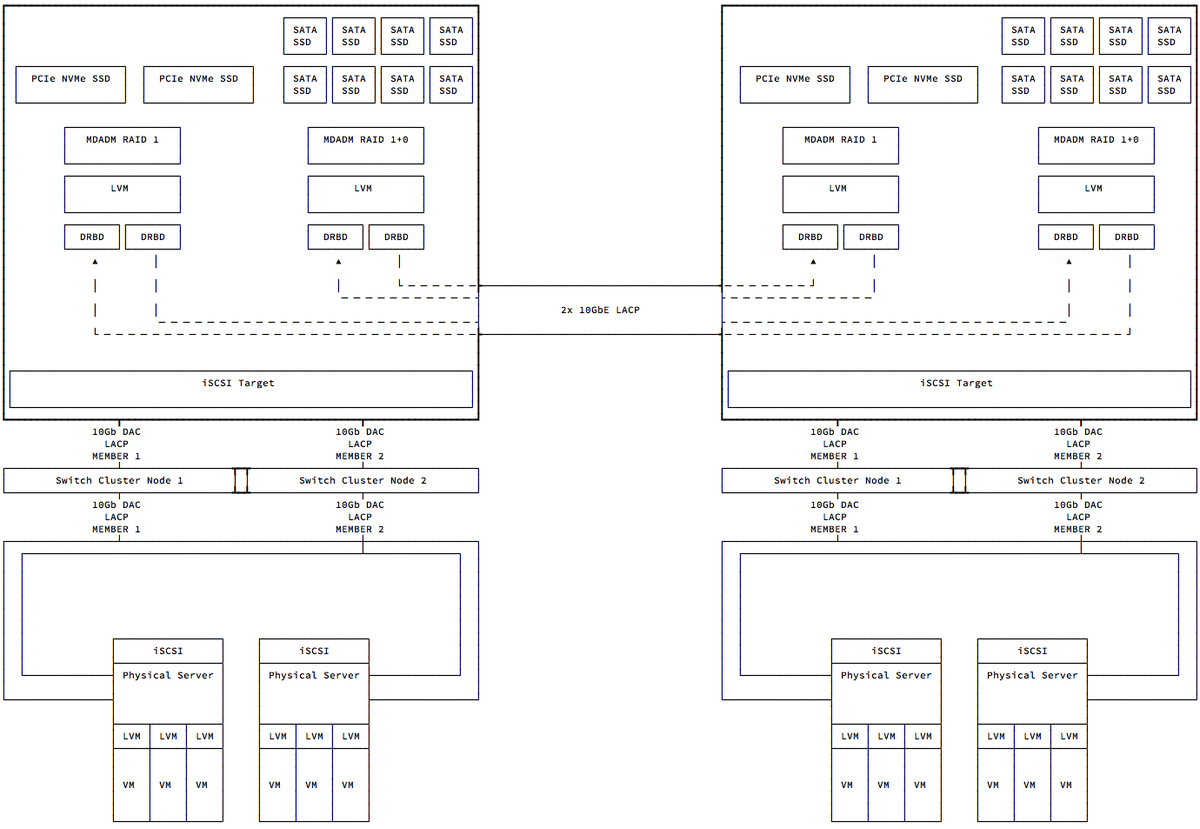 SATA SSD SATA SSD SATA SSD SATA SSD SATA SSD SATA SSD SATA SSD SATA SSD
PCIe NVMe SSD PCIe NVMe SSD SATA SSD SATA SSD SATA SSD SATA SSD PCIe NVMe SSD PCIe NVMe SSD SATA SSD SATA SSD SATA SSD SATA SSD
MDADM RAID 1 MDADM RAID 1+0 MDADM RAID 1 MDADM RAID 1+0
LVM LVM LVM LVM
DRBD DRBD DRBD DRBD DRBD DRBD DRBD DRBD
2x 10GbE LACP
iSCSI Target iSCSI Target
10Gb DAC 10Gb DAC 10Gb DAC 10Gb DAC
LACP LACP LACP LACP
MEMBER 1 MEMBER 2 MEMBER 1 MEMBER 2
Switch Cluster Node 1 Switch Cluster Node 2 Switch Cluster Node 1 Switch Cluster Node 2
10Gb DAC 10Gb DAC 10Gb DAC 10Gb DAC
LACP LACP LACP LACP
MEMBER 1 MEMBER 2 MEMBER 1 MEMBER 2
iSCSI iSCSI iSCSI iSCSI
Physical Server Physical Server Physical Server Physical Server
LVM LVM LVM LVM LVM LVM LVM LVM LVM LVM LVM LVM
VM VM VM VM VM VM VM VM VM VM VM VM